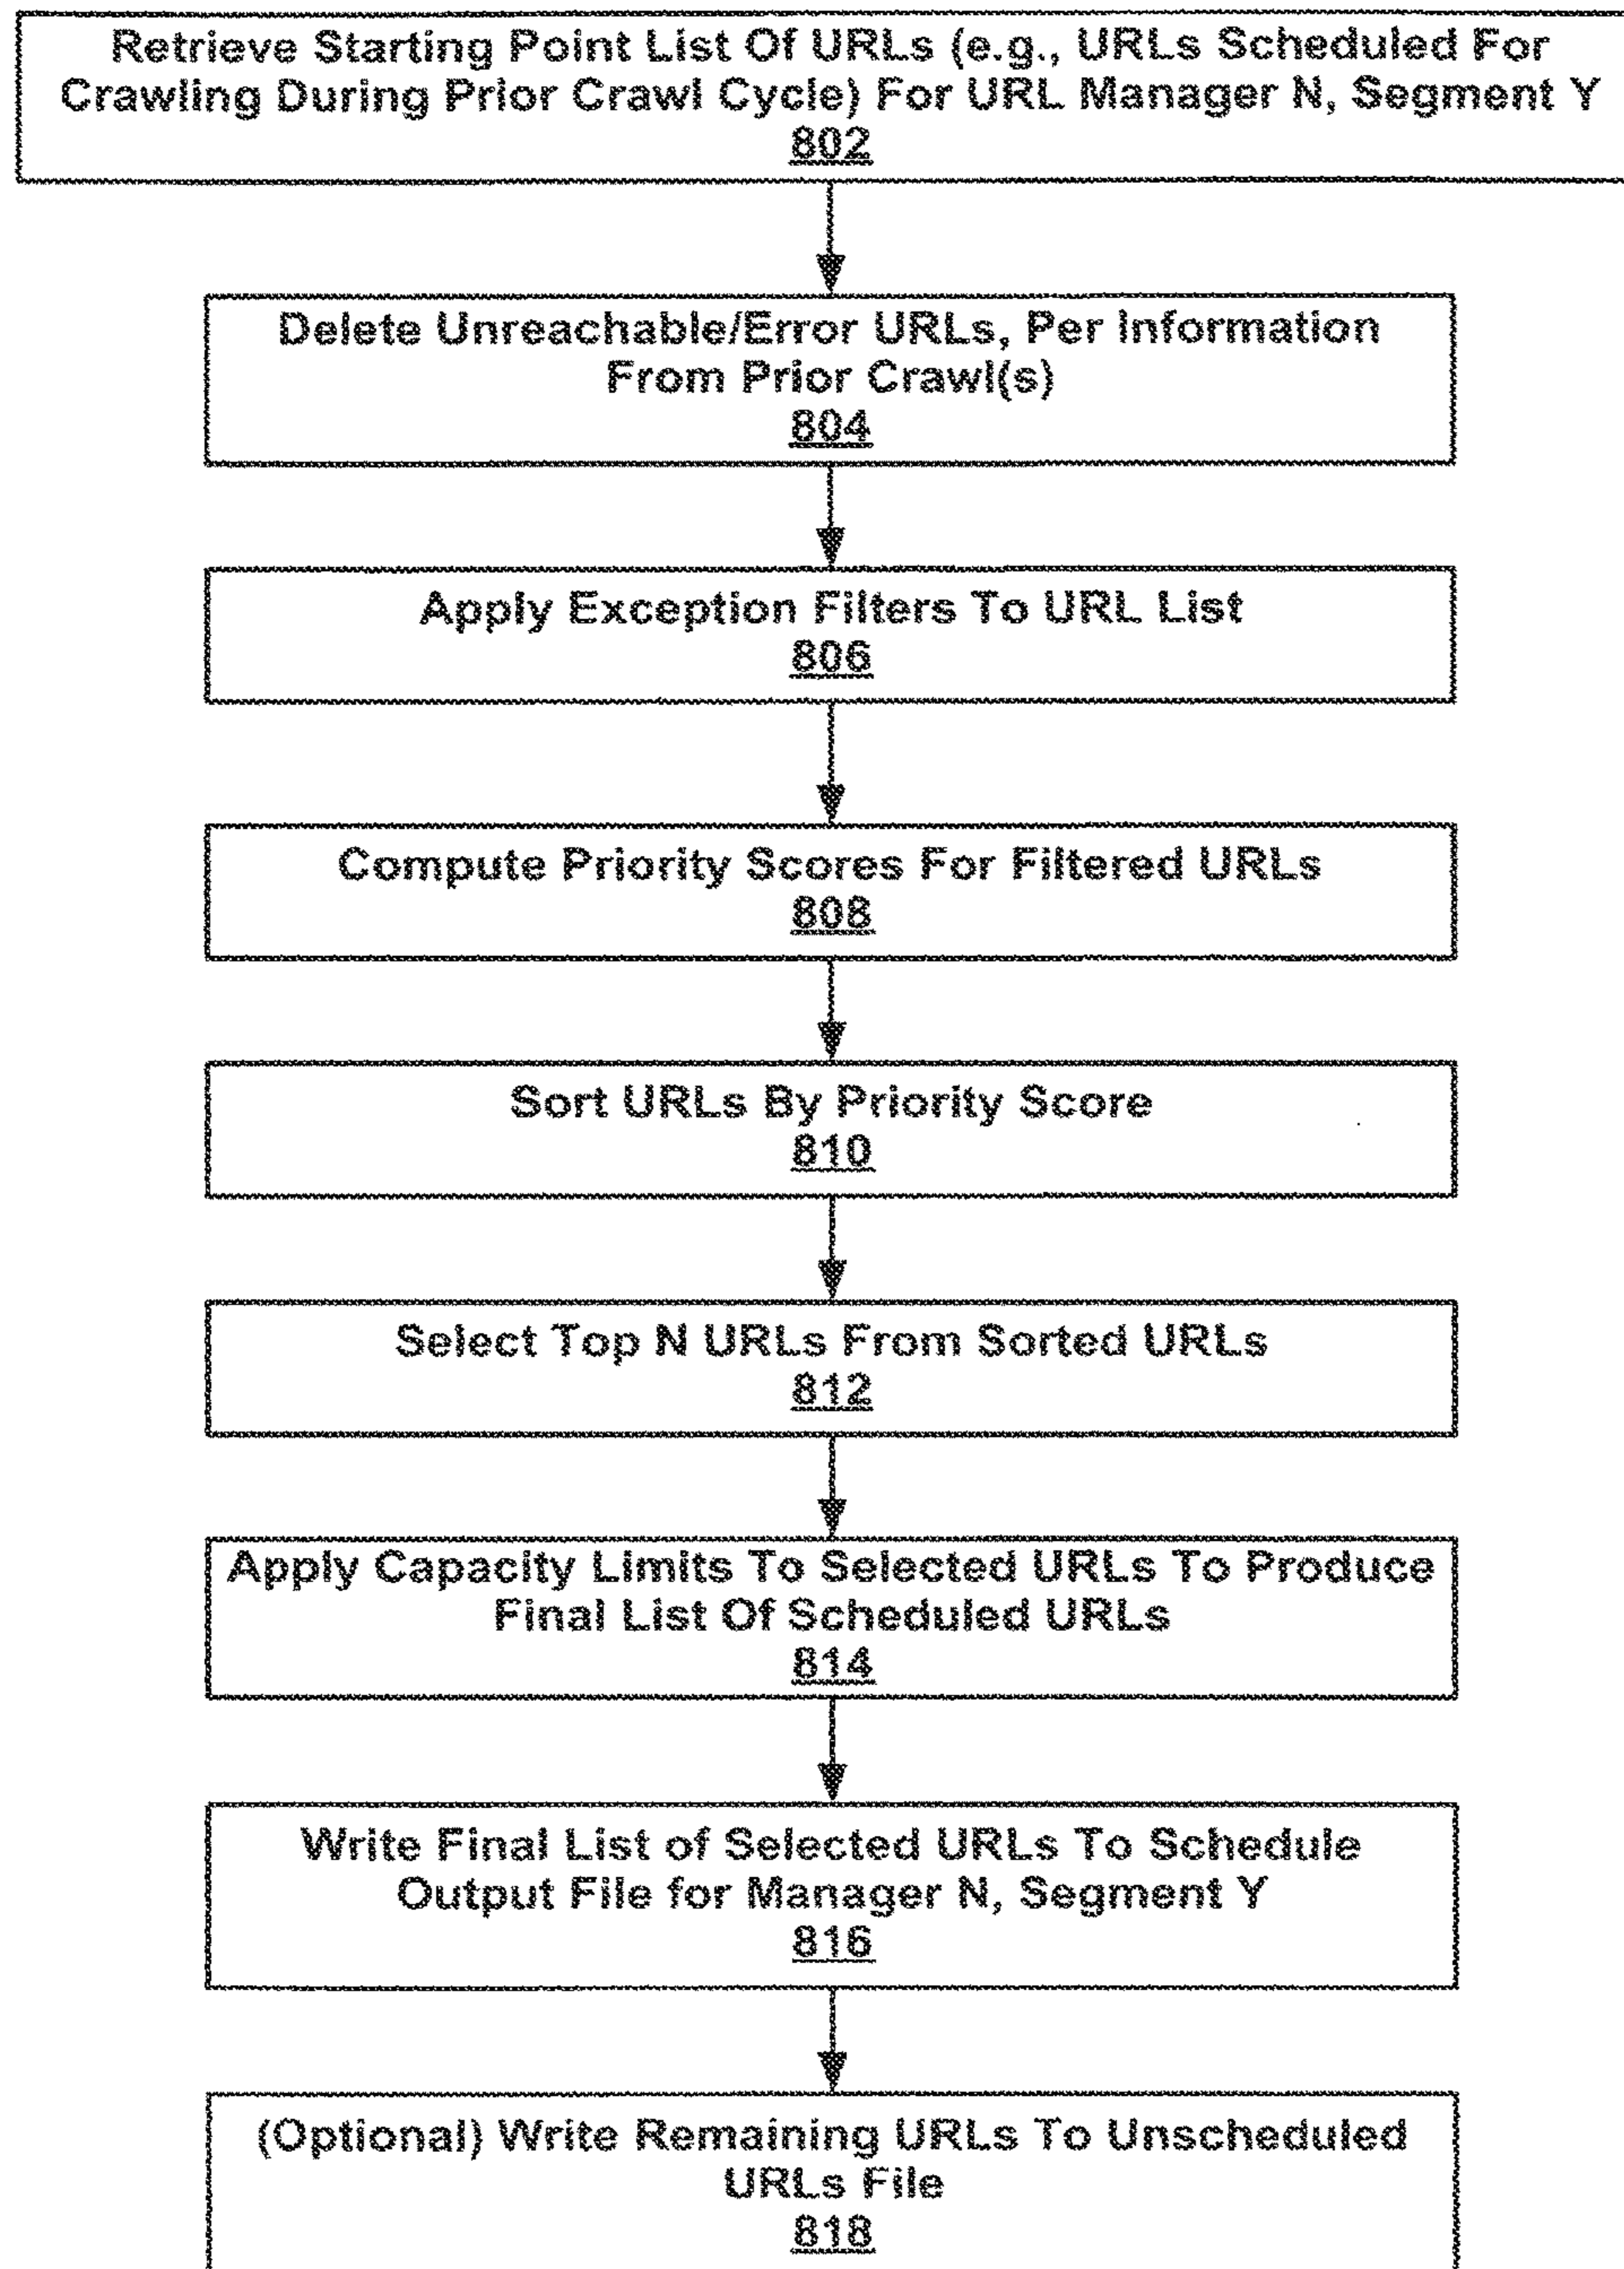 Retrieve Starting Point List Of URLs (e.g., URLs Scheduled For
Crawling During Prior Crawl Cycle) For URL Manager N, Segment Y
802
Delete Unreachable/Error URLs, Per Information
From Prior Crawl(s)
804
Apply Exception Filters To URL List
806
Compute Priority Scores For Filtered URLs
808
Sort URLs By Priority Score
810
Select Top N URLs From Sorted URLs
812
Apply Capacity Limits To Selected URLs To Produce
Final List Of Scheduled URLs
814
Write Final List of Selected URLs To Schedule
Output File for Manager N, Segment Y
816
(Optional) Write Remaining URLs To Unscheduled
URLs File
818